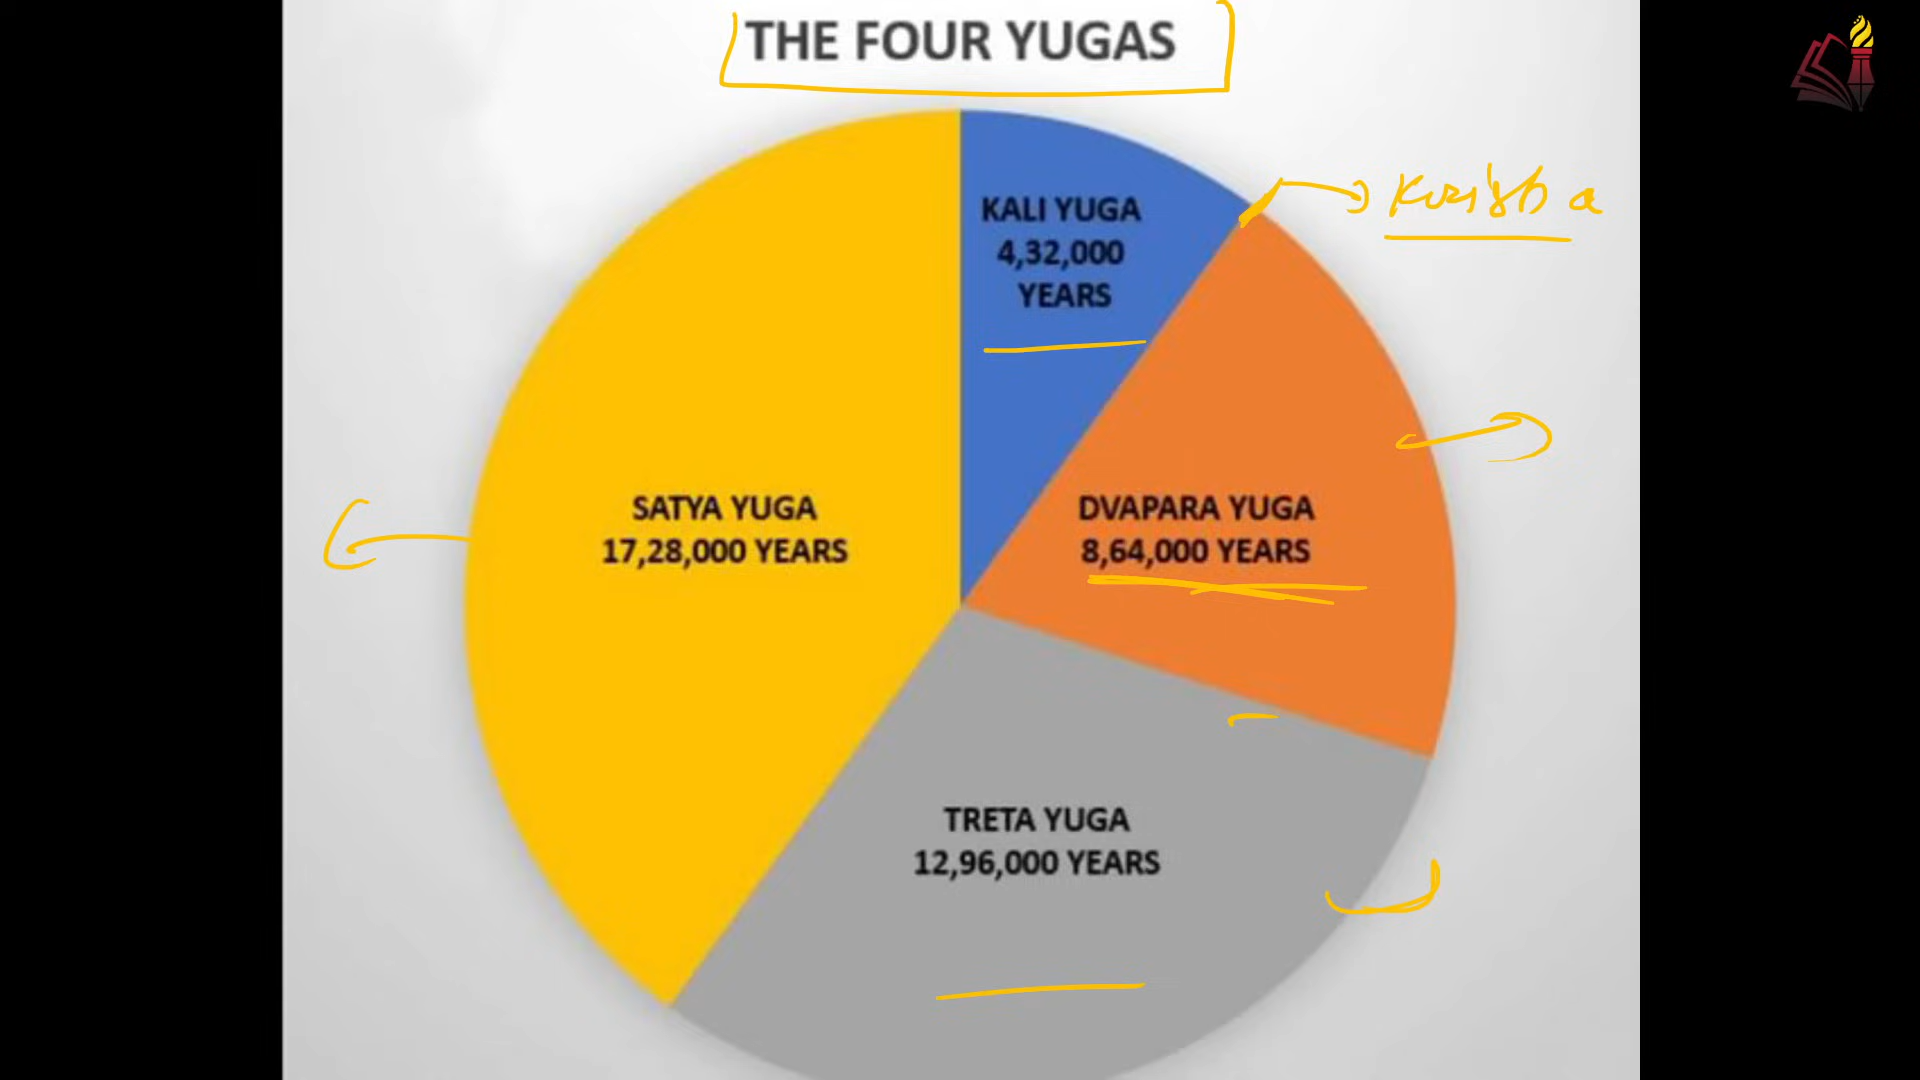 THE FOUR YUGAS
KALI YUGA
4,32,000
YEARS
SATYA YUGA
17,28,000 YEARS
DVAPARA YUGA
8,64,000 YEARS
TRETA YUGA
12,96,000 YEARS